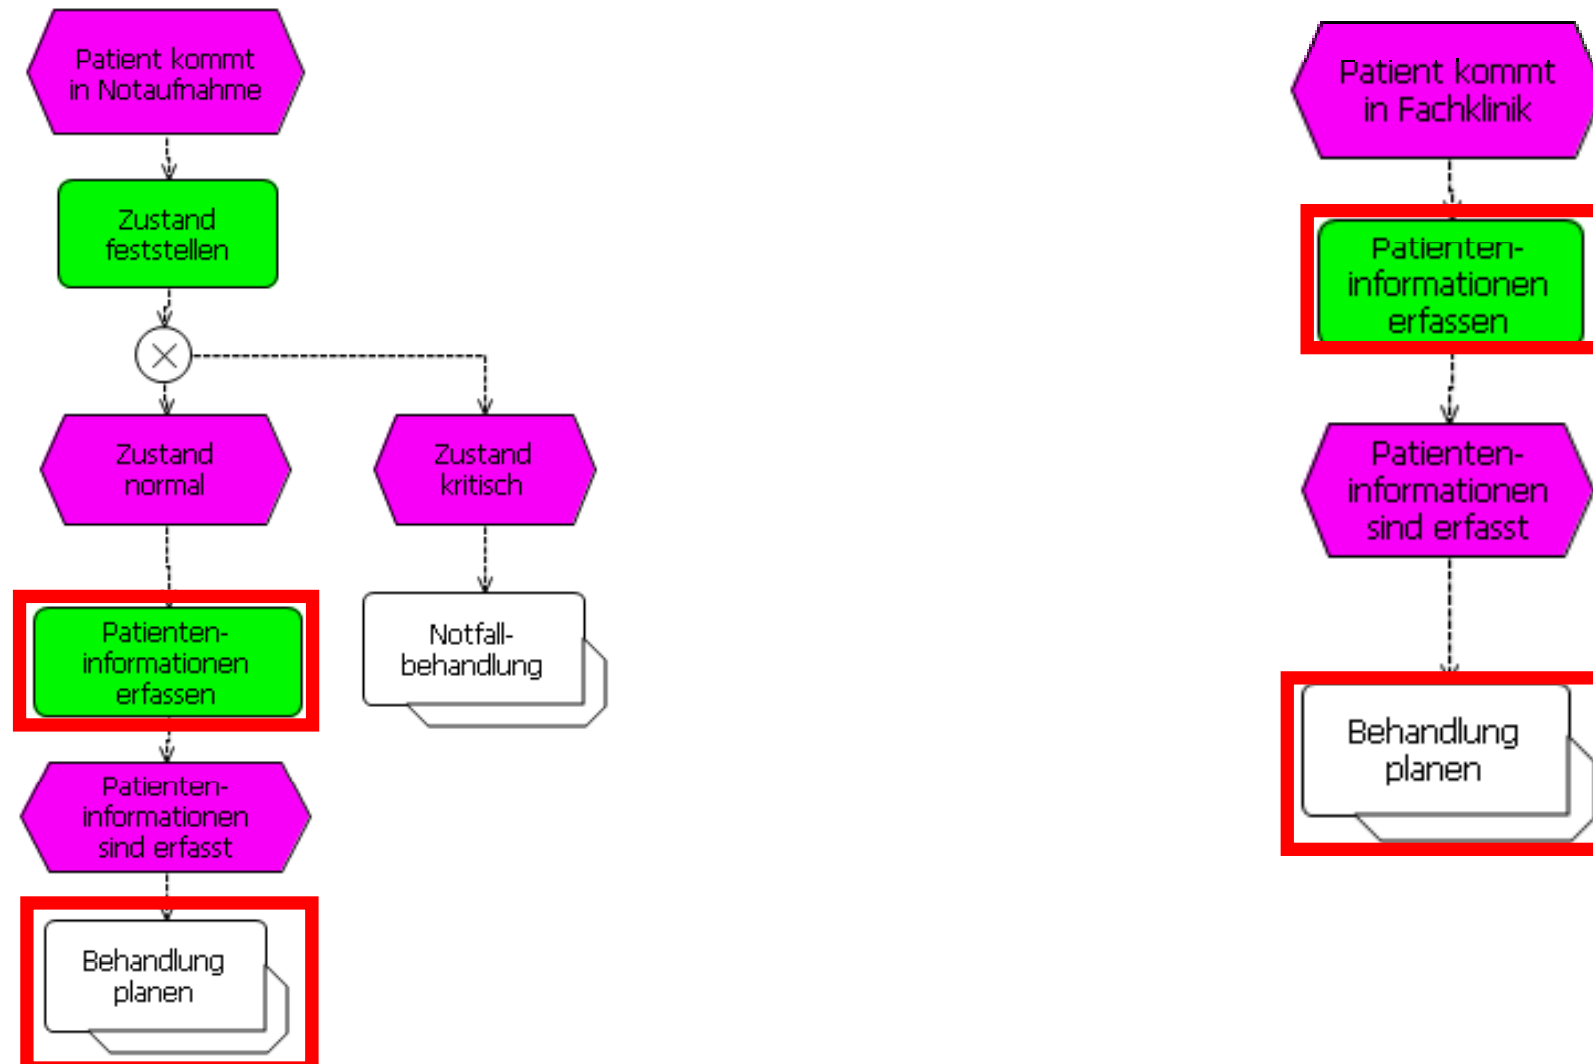 Patient kommt
in Notaufnahme
Zustand
feststellen
Zustand
normal
Zustand
kritisch
Patienten-
informationen
erfassen
Notfall-
behandlung
Patienten-
informationen
sind erfasst
Behandlung
planen
Patient kommt
in Fachklinik
Patienten-
informationen
erfassen
Patienten-
informationen
sind erfasst
Behandlung
planen